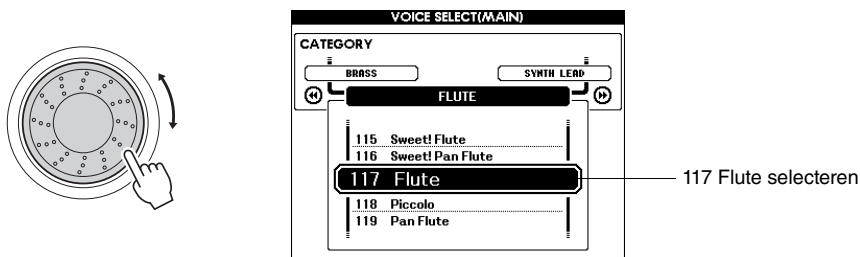 VOICE SELECT(MAIN)
CATEGORY
BRASS
SYNTH LEAD
FLUTE
115 Sweet! Flute
116 Sweet! Pan Flute
117 Flute
118 Piccolo
119 Pan Flute
117 Flute selecteren